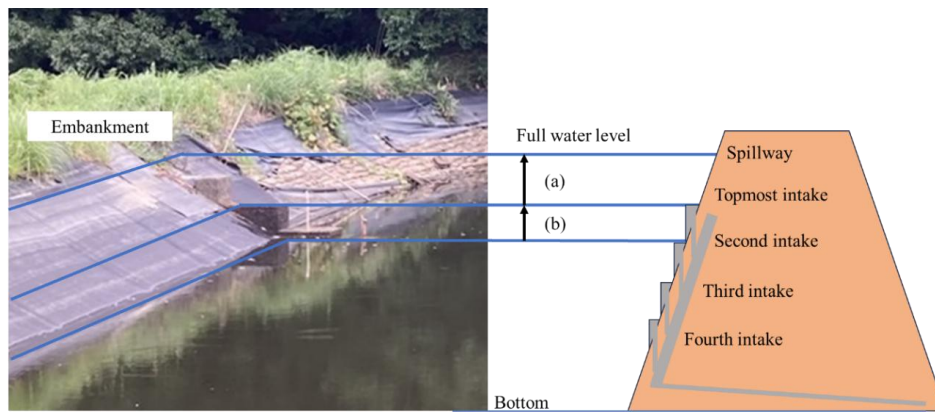 Embankment
Full water level
Spillway
(a)
Topmost intake
(b)
Second intake
Third intake
Fourth intake
Bottom